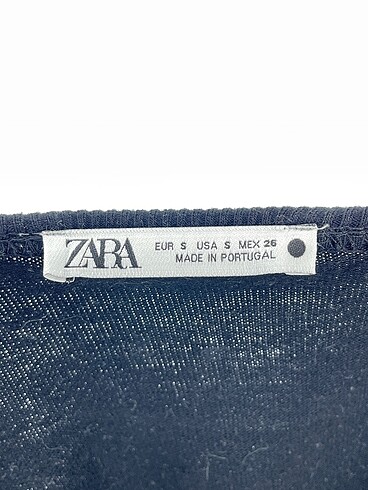 ZARA
EUR S USA S MEX 26
MADE IN PORTUGAL